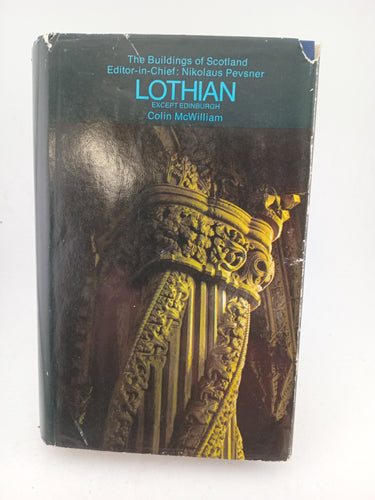 The Buildings of Scotland
Editor-in-Chief: Nikolaus Pevsner
LOTHIAN
EXCEPT EDINBURGH
Colin McWilliam